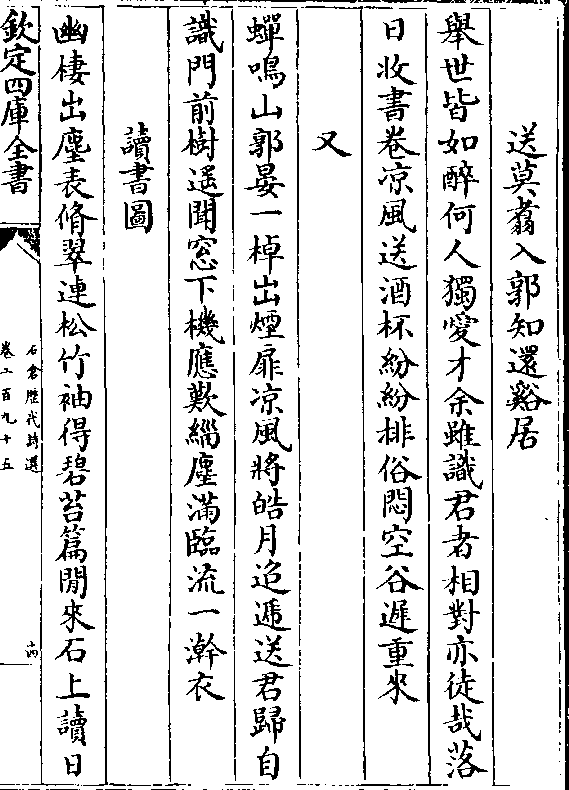 送莫蠧入郭知還谿居
舉世皆如醉何人獨愛才余雖識君者相對亦徒哉落
日收書卷凉風送酒杯紛紛排俗悶空谷遲重來
又
蟬鳴山郭晏一棹出煙扉凉風將皓月迢遞送君歸自
識門前樹遥聞窓下機應歎緇塵滿臨流一澣衣
讀書圖
幽棲出塵表脩翠連松竹袖得碧苔篇閒來石上讀日
欽定四庫全書
石倉歴代詩選
卷二百九十五